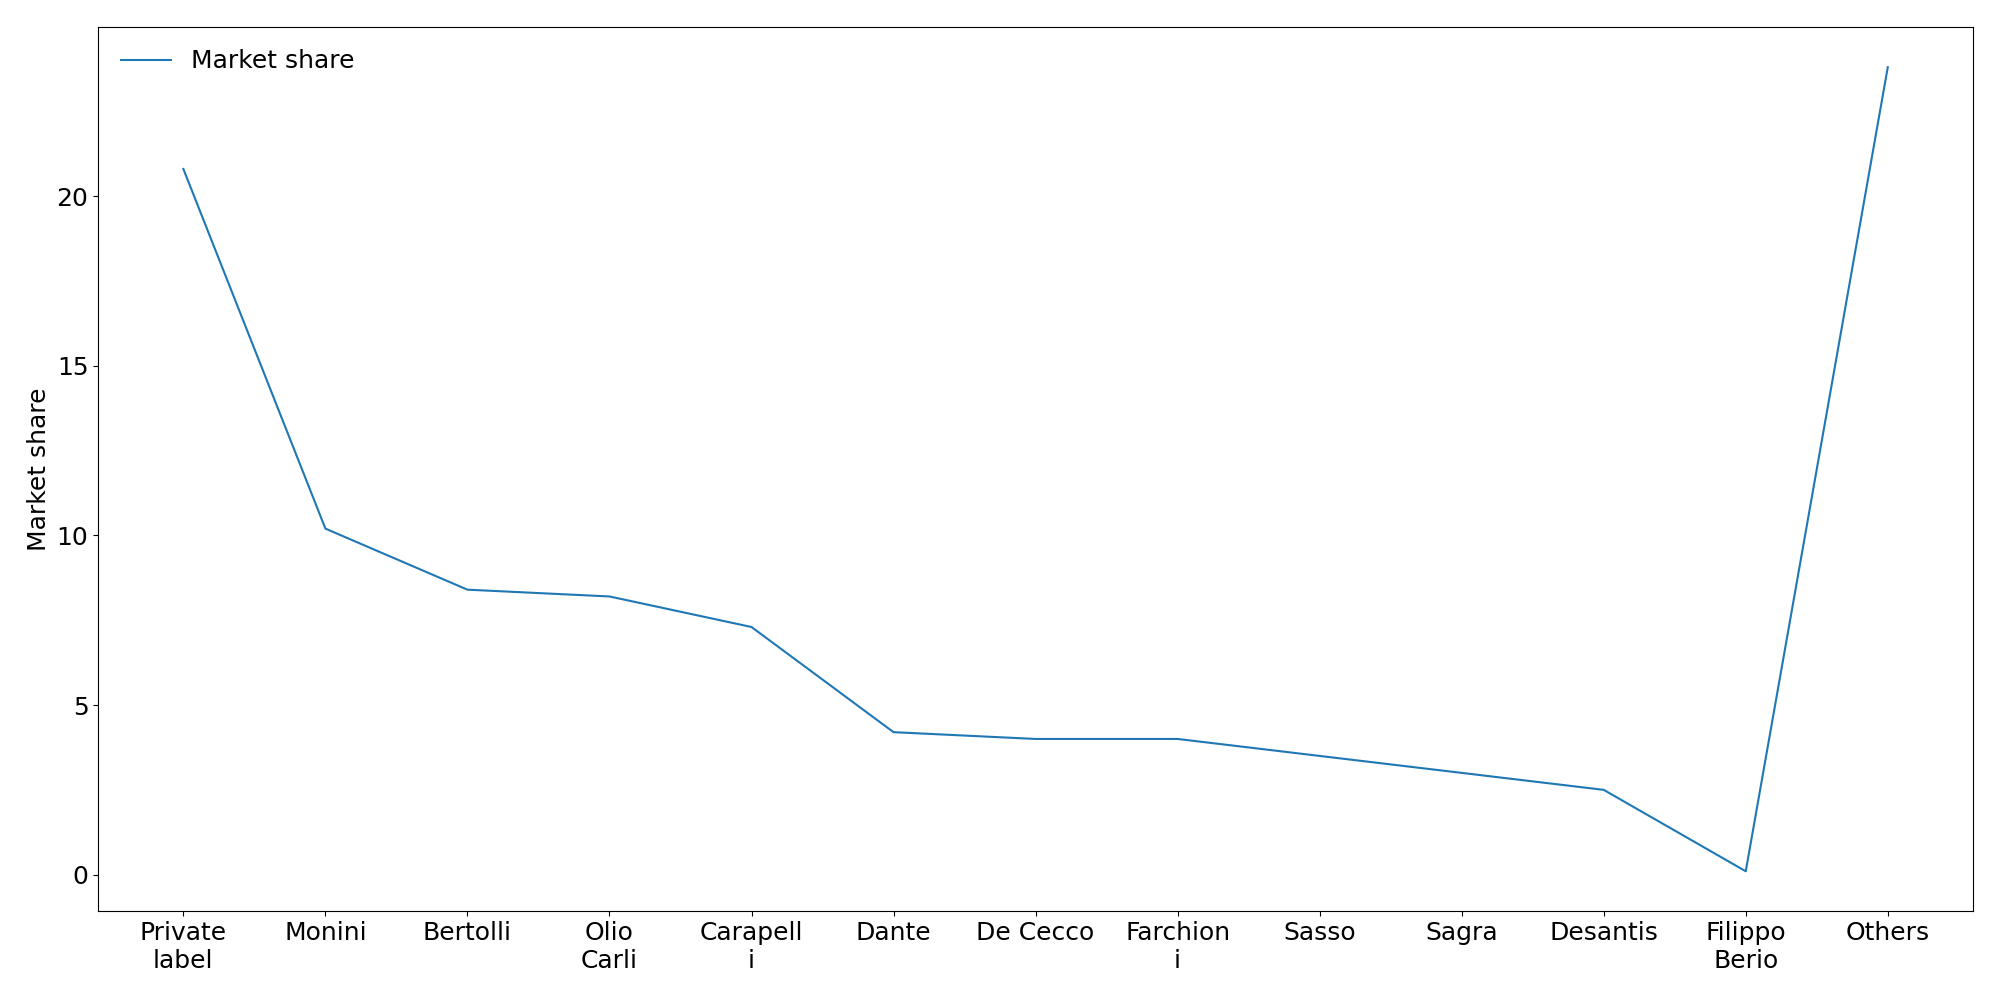 Market share
Market share
20
15
10
5
0
Private
label
Monini
Bertolli
Olio
Carli
Carapell
i
Dante
De Cecco
Farchion
i
Sasso
Sagra
Desantis
Filippo
Berio
Others